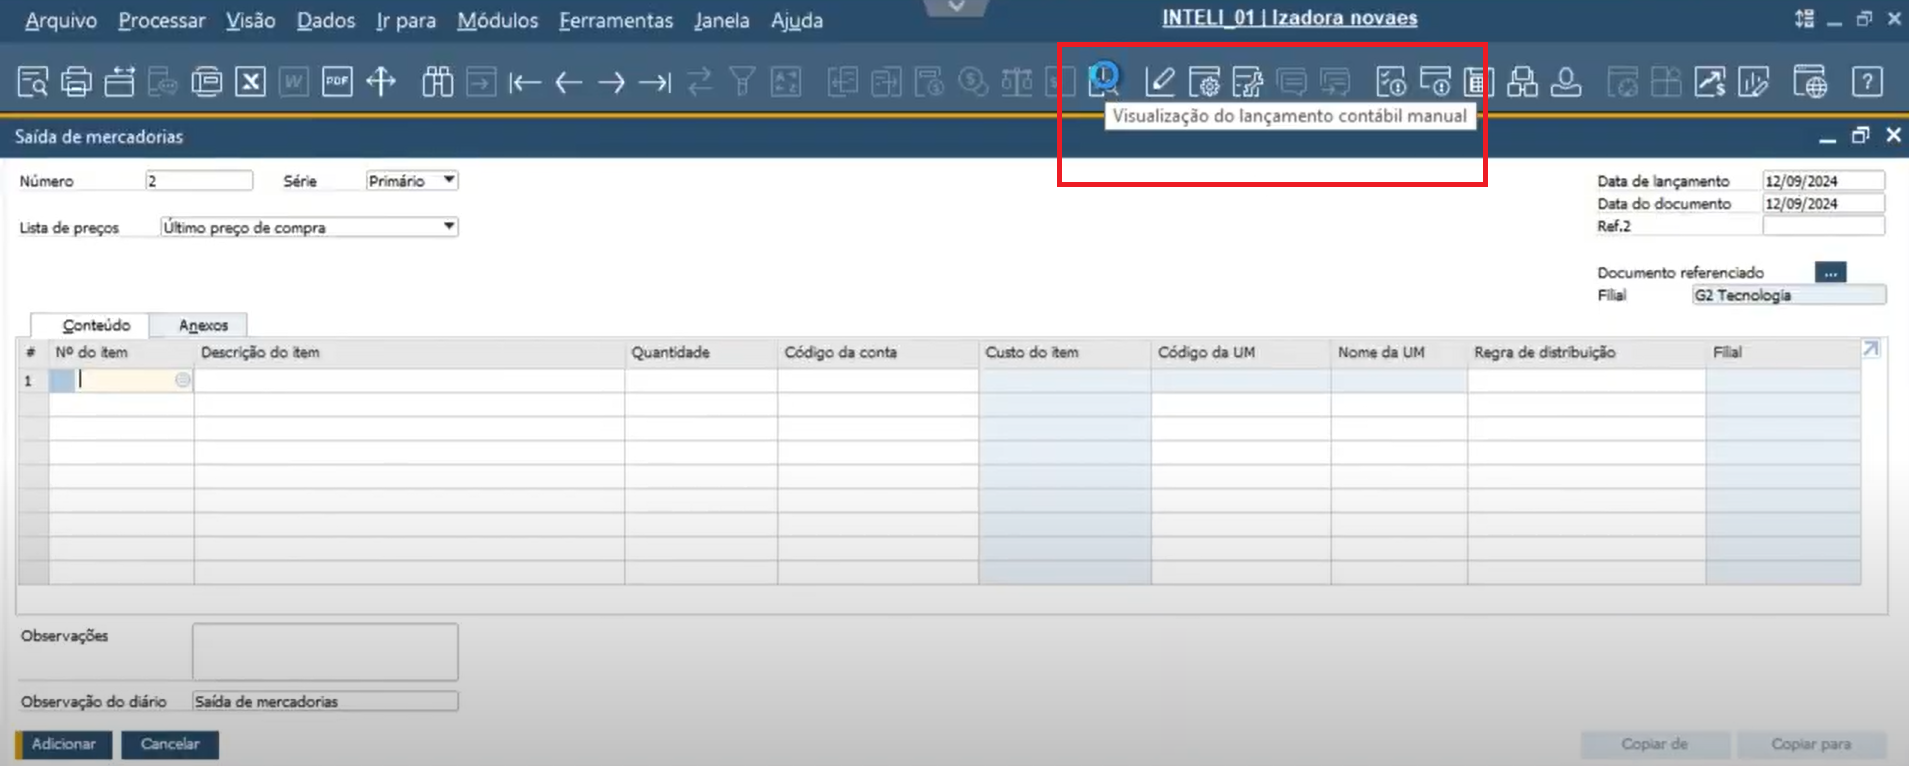 Arquivo Processar Visão Dados Ir para Módulos Ferramentas Janela Ajuda INTELI_01 | Izadora novaes
X W PDF A Z ?
Visualização do lançamento contábil manual
Saída de mercadorias
Número 2 Série Primário Data de lançamento 12/09/2024
Data do documento 12/09/2024
Lista de preços Último preço de compra Ref.2
Documento referenciado ...
Filial G2 Tecnologia
Conteúdo Anexos
# Nº do item Descrição do item Quantidade Código da conta Custo do item Código da UM Nome da UM Regra de distribuição Filial
1
Observações
Observação do diário Saída de mercadorias
Adicionar Cancelar Copiar de Copiar para